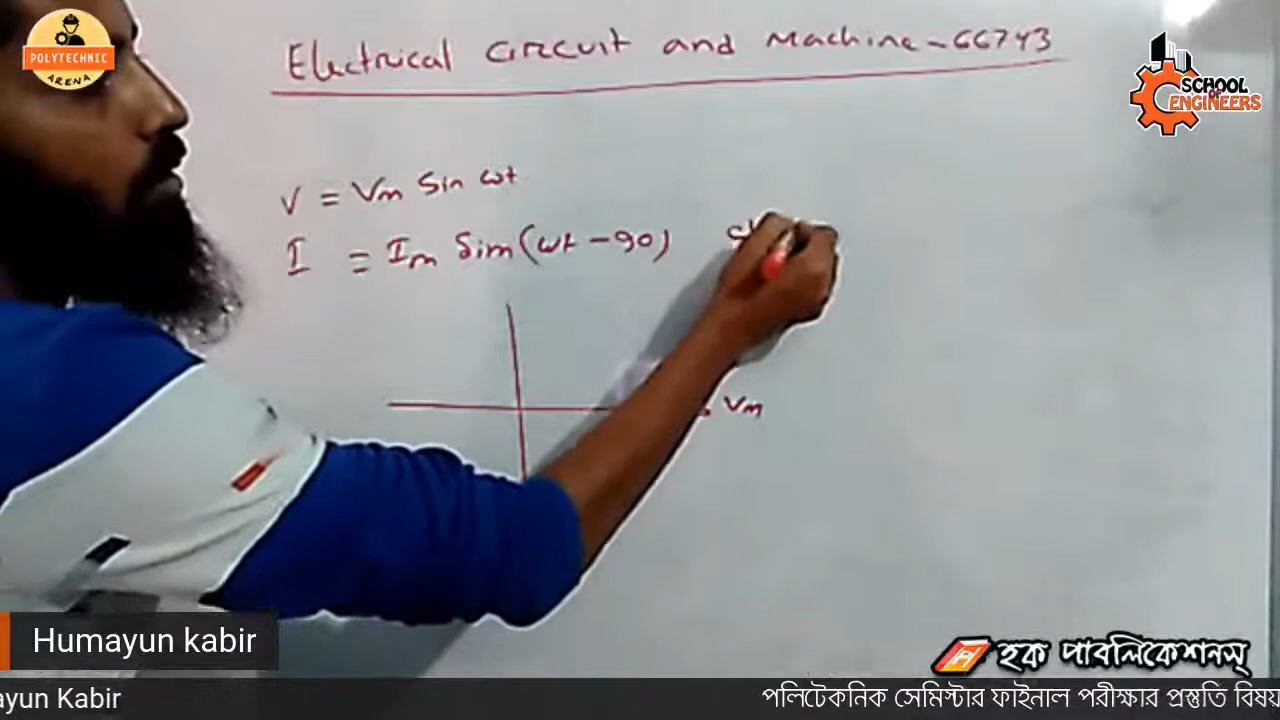 POLYTECHNIC
ARENA
Electrical Circuit and Machine - 66743
SCHOOL
OF
ENGINEERS
V = Vm Sin ωt
I = Im Sim(ωt - 90)
Vm
Humayun kabir
হক পাবলিকেশনস্
ayun Kabir
পলিটেকনিক সেমিস্টার ফাইনাল পরীক্ষার প্রস্তুতি বিষয়